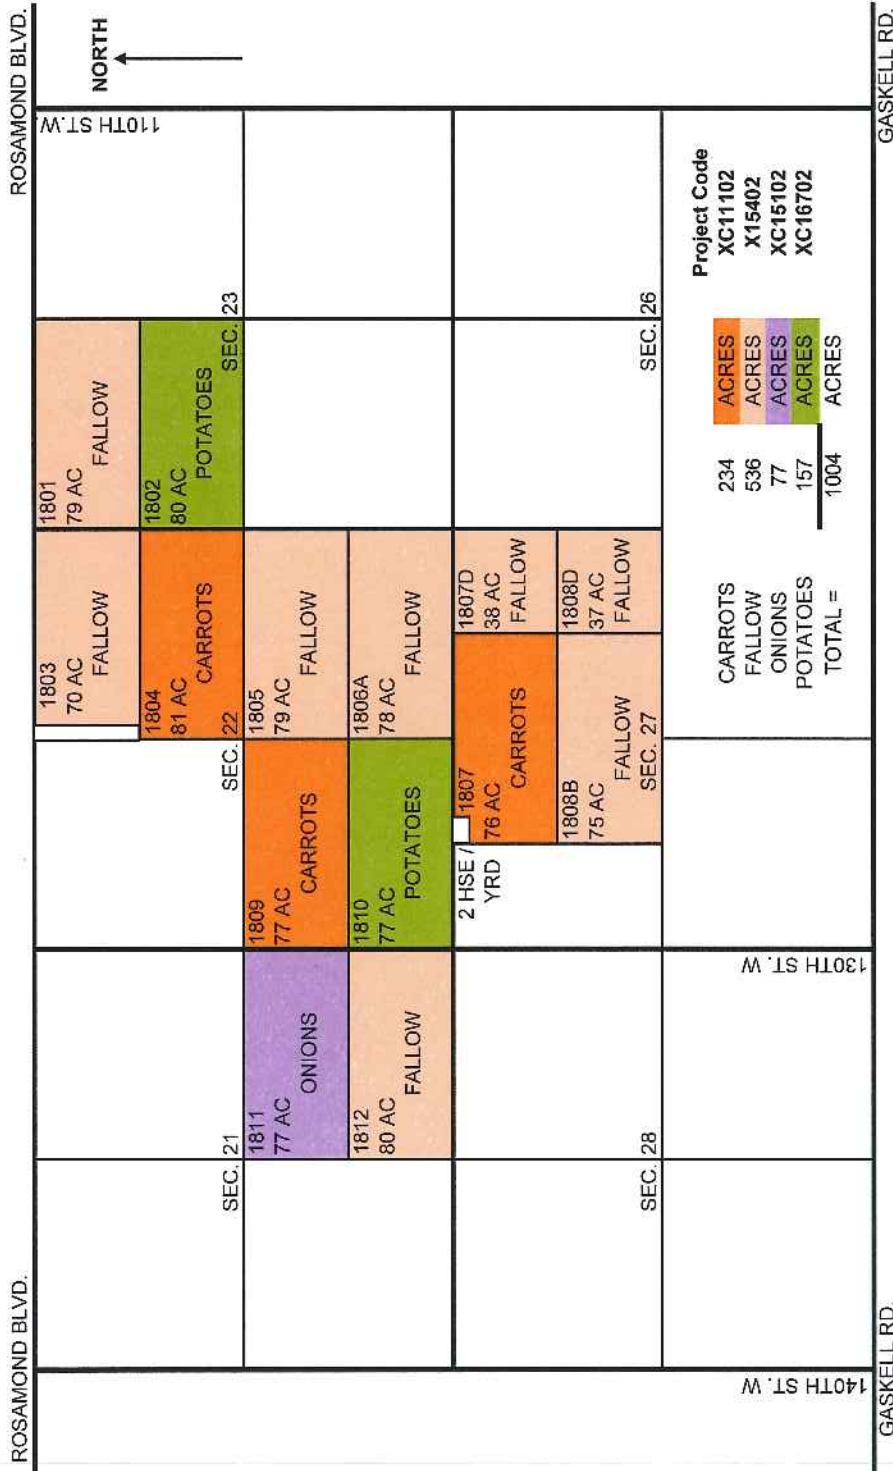 ROSAMOND BLVD.
ROSAMOND BLVD.
NORTH
110TH ST.W.
1803
70 AC
FALLOW
1801
79 AC
FALLOW
1804
81 AC
CARROTS
1802
80 AC
POTATOES
SEC. 21
SEC. 22
SEC. 23
1811
77 AC
ONIONS
1809
77 AC
CARROTS
1805
79 AC
FALLOW
1812
80 AC
FALLOW
1810
77 AC
POTATOES
1806A
78 AC
FALLOW
2 HSE /
YRD
1807
76 AC
CARROTS
1807D
38 AC
FALLOW
1808B
75 AC
FALLOW
1808D
37 AC
FALLOW
SEC. 28
SEC. 27
SEC. 26
140TH ST. W
130TH ST. W
Project Code
CARROTS 234 ACRES XC11102
FALLOW 536 ACRES X15402
ONIONS 77 ACRES XC15102
POTATOES 157 ACRES XC16702
TOTAL = 1004 ACRES
GASKELL RD.
GASKELL RD.